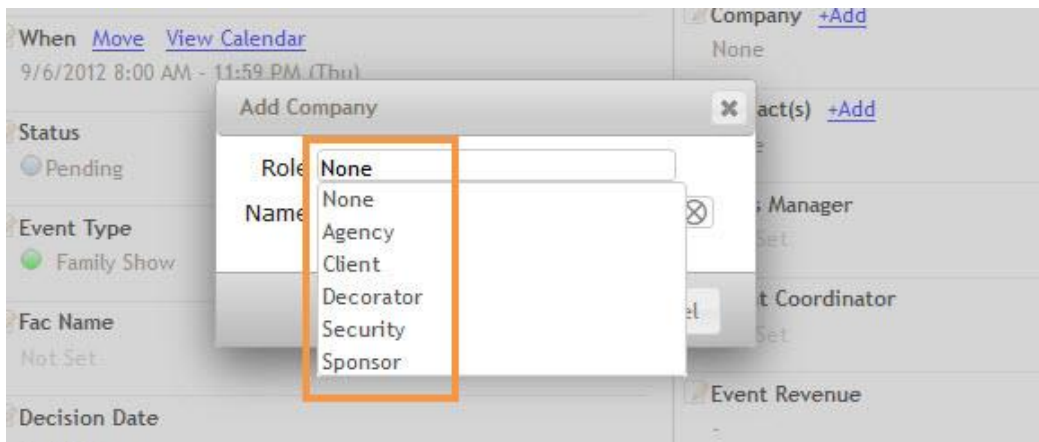 When Move View Calendar
9/6/2012 8:00 AM - 11:59 PM (Thu)
Status
Pending
Event Type
Family Show
Fac Name
Not Set
Decision Date
Company +Add
None
act(s) +Add
Manager
Set
t Coordinator
Set
Event Revenue
-
Add Company
Role None
Name
None
Agency
Client
Decorator
Security
Sponsor
el